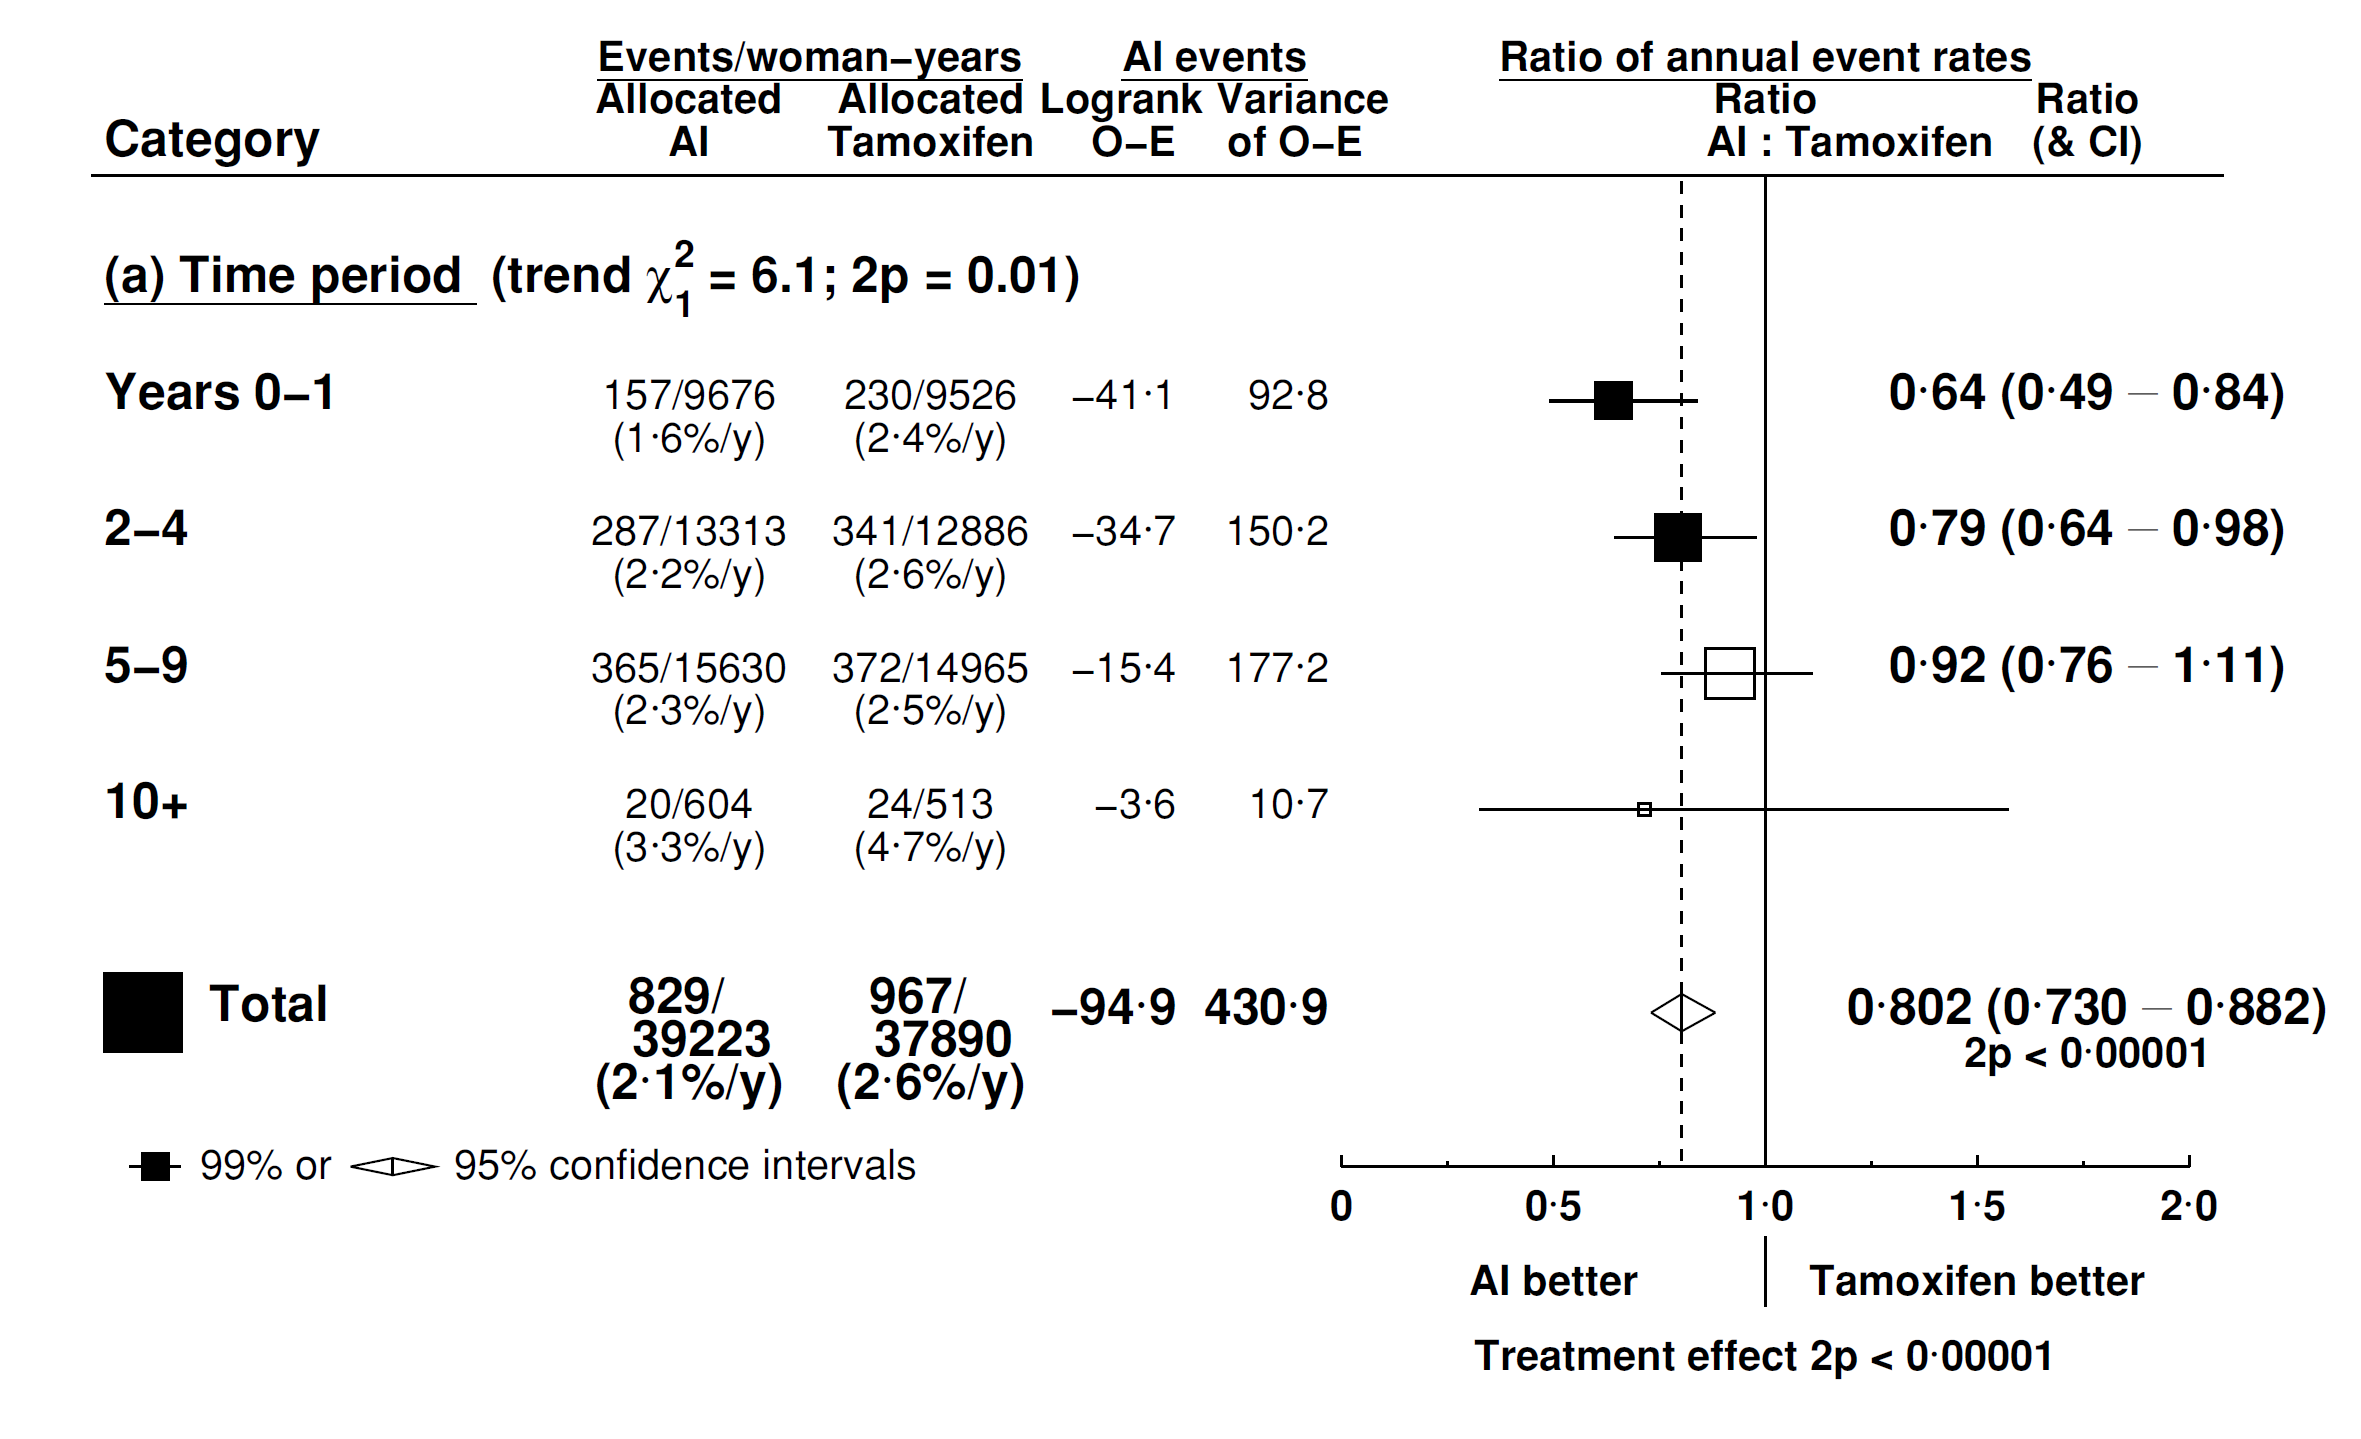 Events/woman–years AI events Ratio of annual event rates
Allocated Allocated Logrank Variance Ratio Ratio
Category AI Tamoxifen O–E of O–E AI : Tamoxifen (& CI)
(a) Time period (trend χ²₁ = 6.1; 2p = 0.01)
Years 0–1 157/9676 230/9526 –41·1 92·8 0·64 (0·49 – 0·84)
(1·6%/y) (2·4%/y)
2–4 287/13313 341/12886 –34·7 150·2 0·79 (0·64 – 0·98)
(2·2%/y) (2·6%/y)
5–9 365/15630 372/14965 –15·4 177·2 0·92 (0·76 – 1·11)
(2·3%/y) (2·5%/y)
10+ 20/604 24/513 –3·6 10·7
(3·3%/y) (4·7%/y)
Total 829/ 967/ –94·9 430·9 0·802 (0·730 – 0·882)
39223 37890 2p < 0·00001
(2·1%/y) (2·6%/y)
99% or 95% confidence intervals
0 0·5 1·0 1·5 2·0
AI better Tamoxifen better
Treatment effect 2p < 0·00001